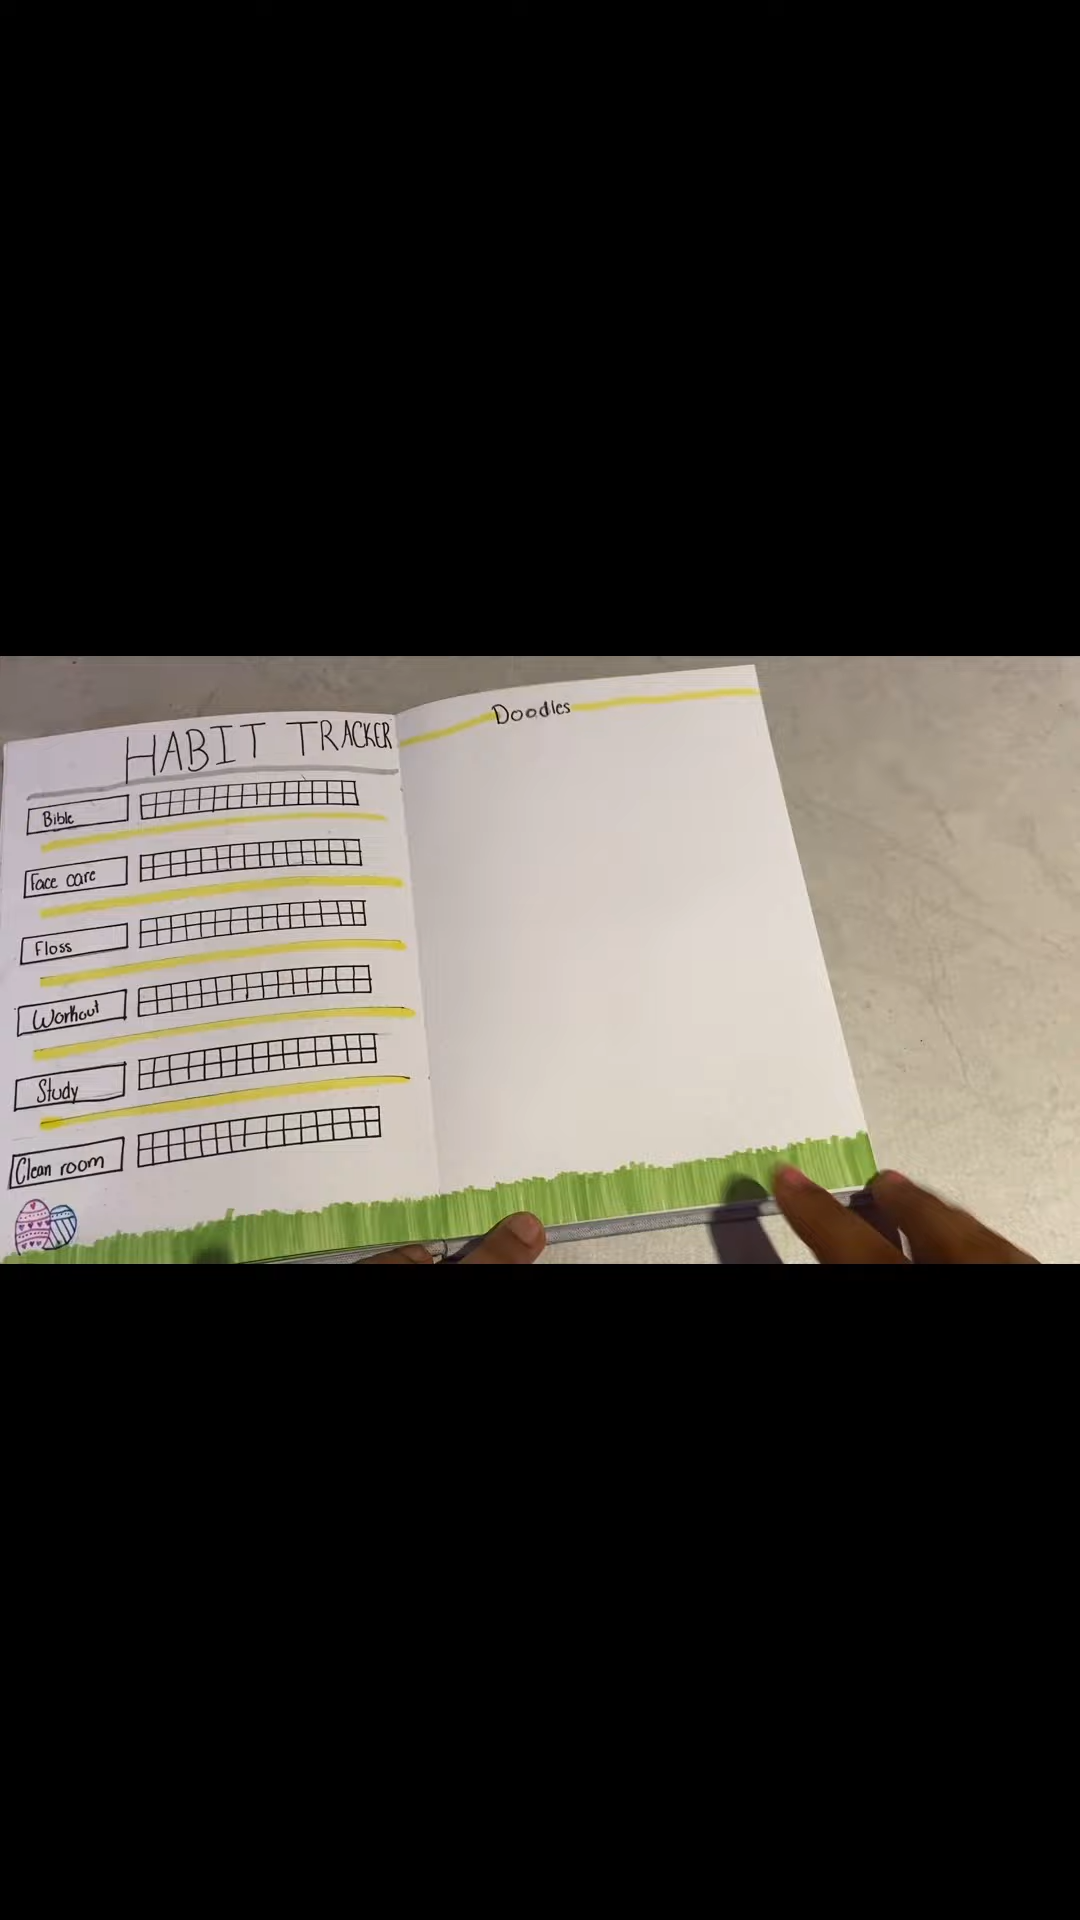 HABIT TRACKER
Bible
Face care
Floss
Workout
Study
Clean room
Doodles